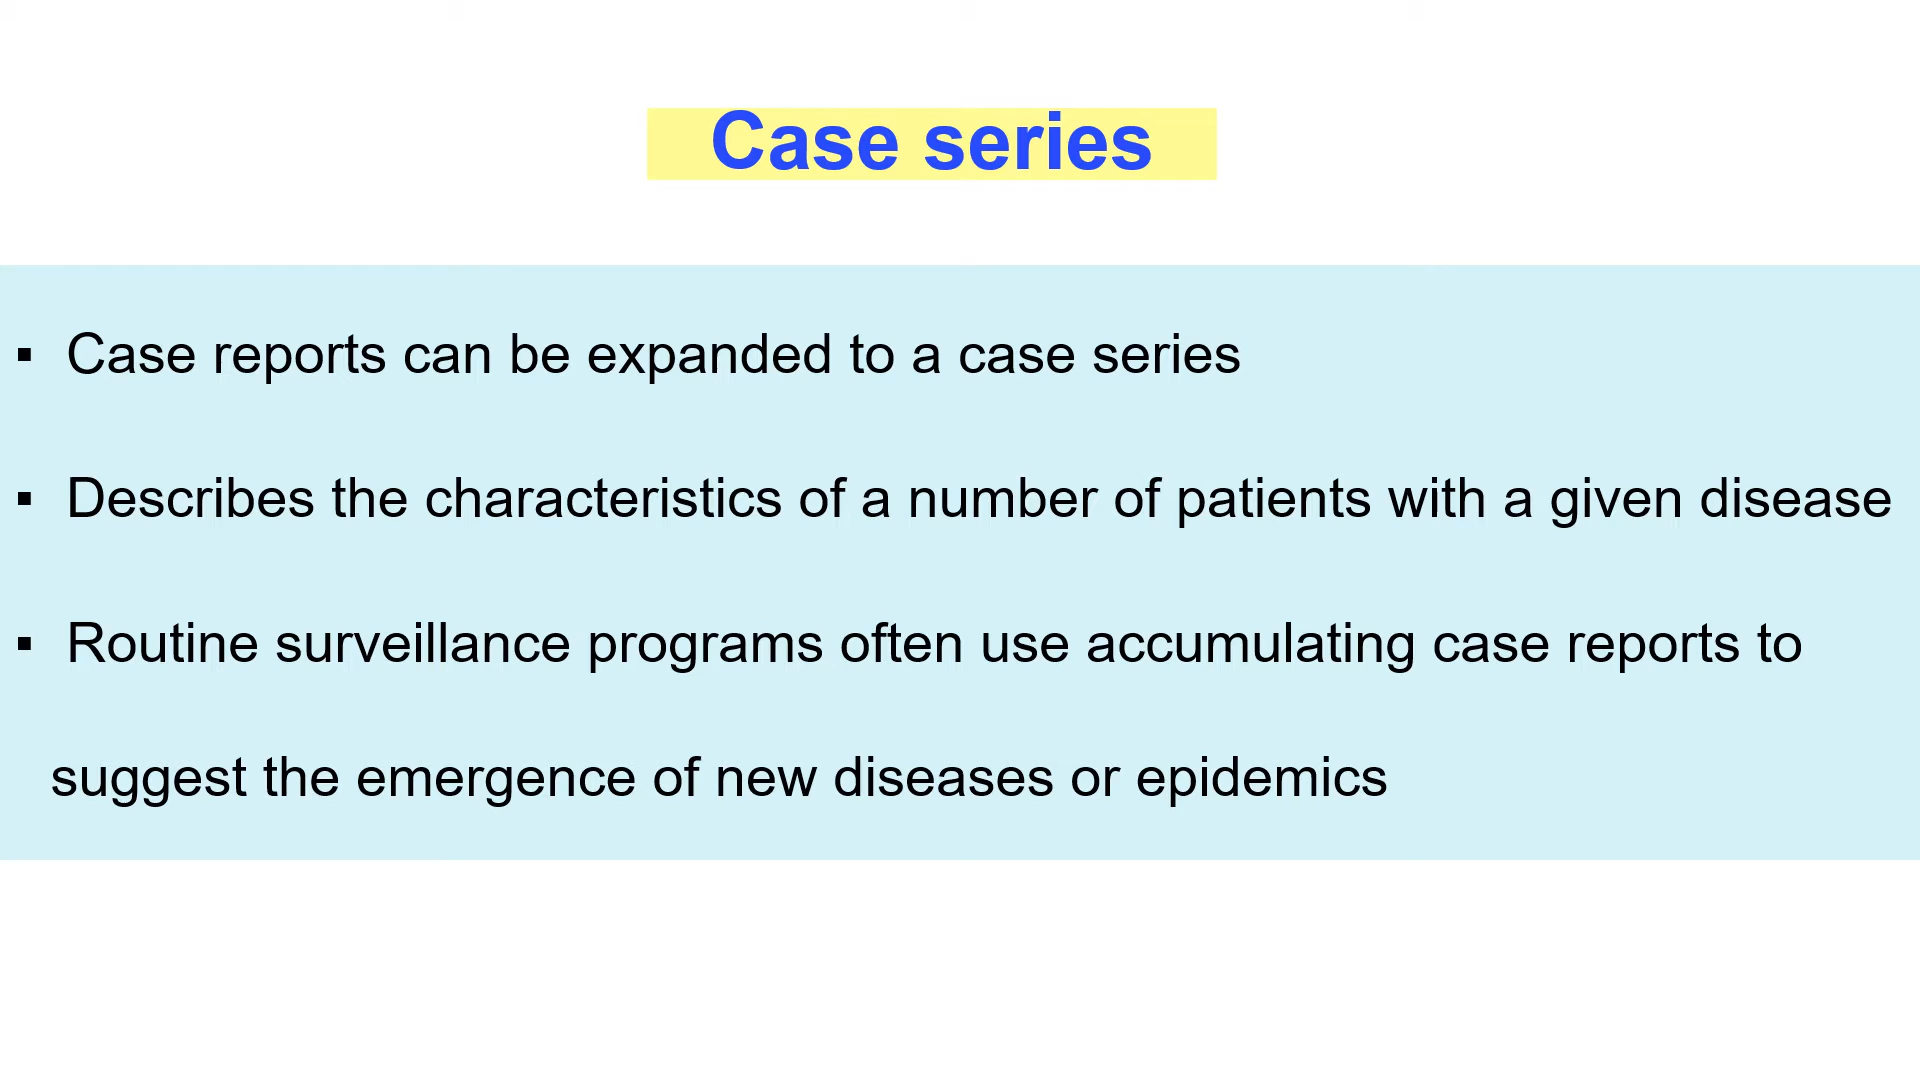 Case series
▪ Case reports can be expanded to a case series
▪ Describes the characteristics of a number of patients with a given disease
▪ Routine surveillance programs often use accumulating case reports to
suggest the emergence of new diseases or epidemics